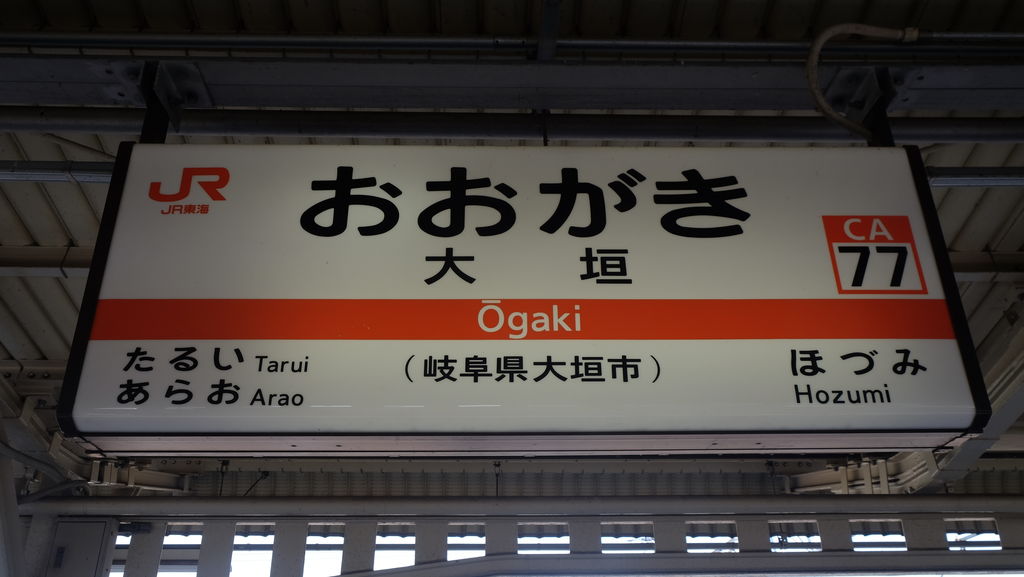 JR
JR東海
おおがき
大垣
CA
77
Ōgaki
たるい Tarui
あらお Arao
(岐阜県大垣市)
ほづみ
Hozumi